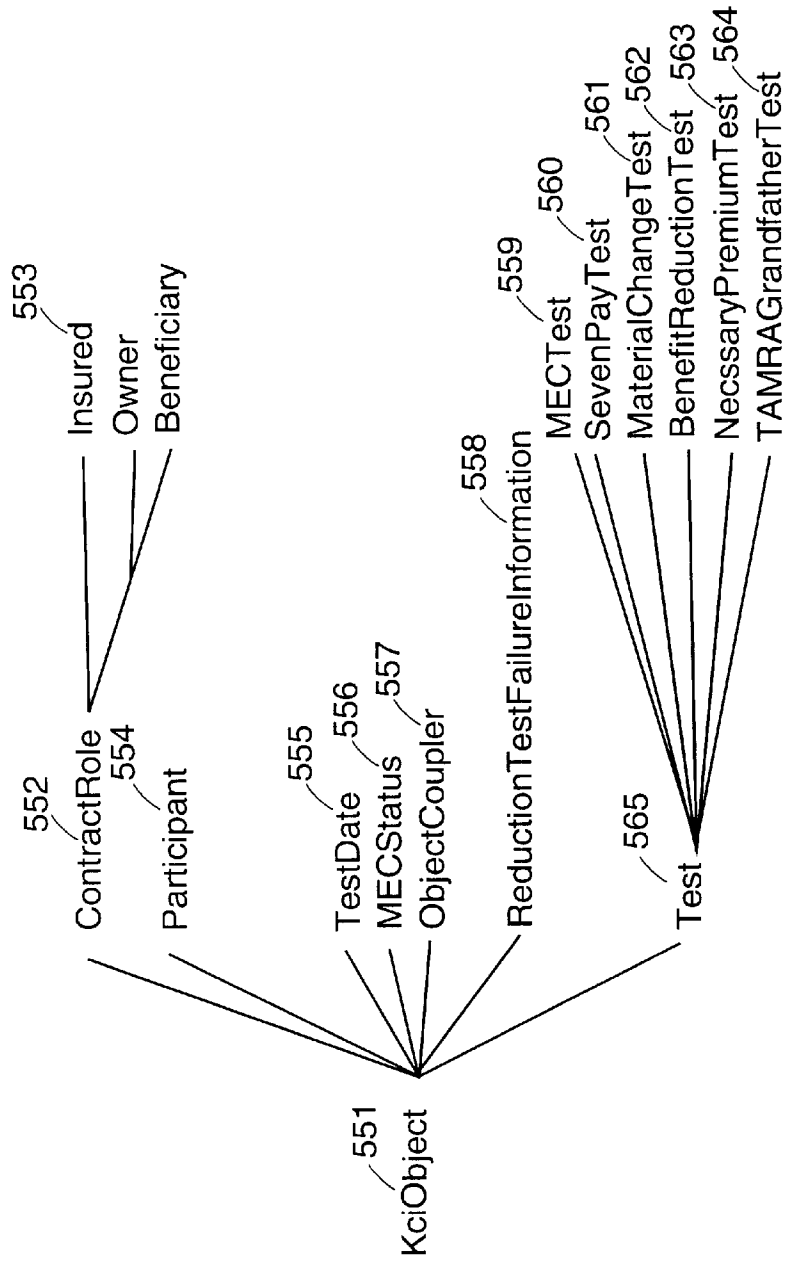 551
KciObject
552
ContractRole
554
Participant
553
Insured
Owner
Beneficiary
555
TestDate
556
MECStatus
557
ObjectCoupler
558
ReductionTestFailureInformation
565
Test
559
MECTest
560
SevenPayTest
561
MaterialChangeTest
562
BenefitReductionTest
563
NecssaryPremiumTest
564
TAMRAGrandfatherTest